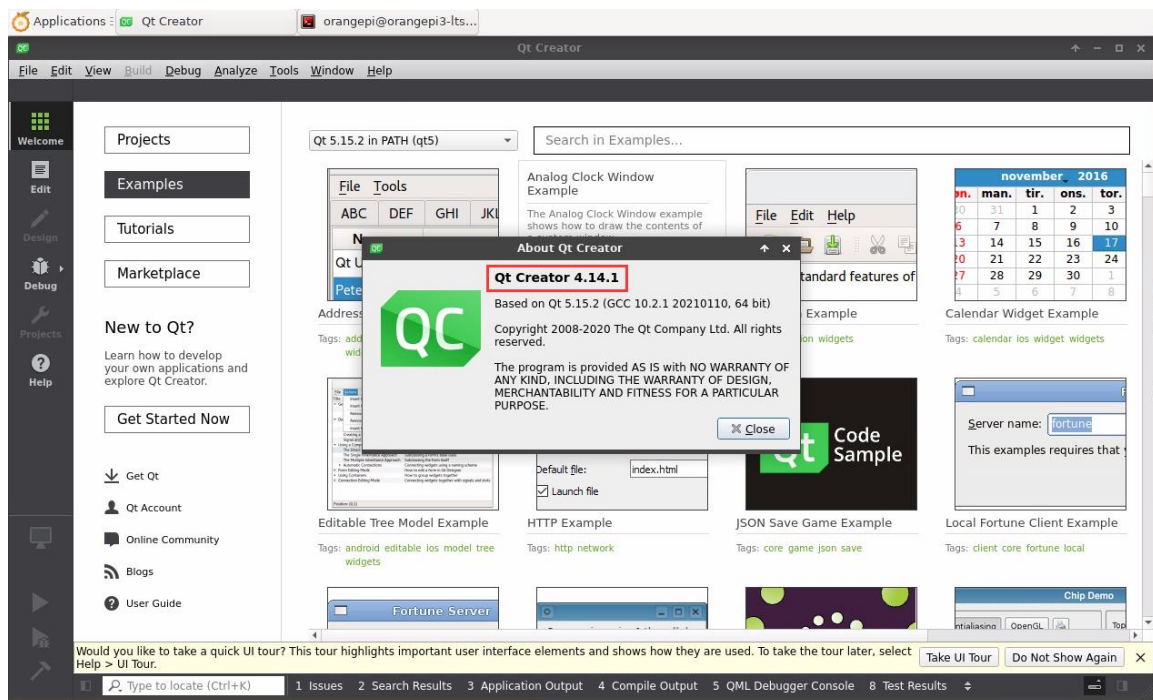 Applications
Qt Creator
orangepi@orangepi3-lts...
Qt Creator
File Edit View Build Debug Analyze Tools Window Help
Welcome
Edit
Design
Debug
Projects
Help
Projects
Examples
Tutorials
Marketplace
New to Qt?
Learn how to develop
your own applications and
explore Qt Creator.
Get Started Now
Get Qt
Qt Account
Online Community
Blogs
User Guide
Qt 5.15.2 in PATH (qt5)
Search in Examples...
File Tools
ABC DEF GHI JKL
Qt
Pete
Address
Tags:
Analog Clock Window
Example
The Analog Clock Window example
shows how to draw the contents of
File Edit Help
standard features of
Example
widgets
november 2016
man. tir. ons. tor.
31 1 2 3
6 7 8 9 10
14 15 16 17
21 22 23 24
28 29 30 1
4 5 6 7 8
Calendar Widget Example
Tags: calendar ios widget widgets
About Qt Creator
QC
Qt Creator 4.14.1
Based on Qt 5.15.2 (GCC 10.2.1 20210110, 64 bit)
Copyright 2008-2020 The Qt Company Ltd. All rights
reserved.
The program is provided AS IS with NO WARRANTY OF
ANY KIND, INCLUDING THE WARRANTY OF DESIGN,
MERCHANTABILITY AND FITNESS FOR A PARTICULAR
PURPOSE.
Close
Editable Tree Model Example
Tags: android editable ios model tree
widgets
Default file: index.html
Launch file
HTTP Example
Tags: http network
Qt Code
Sample
JSON Save Game Example
Tags: core game json save
Server name: fortune
This examples requires that
Local Fortune Client Example
Tags: client core fortune local
Fortune Server
Chip Demo
OpenGL
Would you like to take a quick UI tour? This tour highlights important user interface elements and shows how they are used. To take the tour later, select
Help > UI Tour.
Take UI Tour
Do Not Show Again
Type to locate (Ctrl+K)
1 Issues 2 Search Results 3 Application Output 4 Compile Output 5 QML Debugger Console 8 Test Results